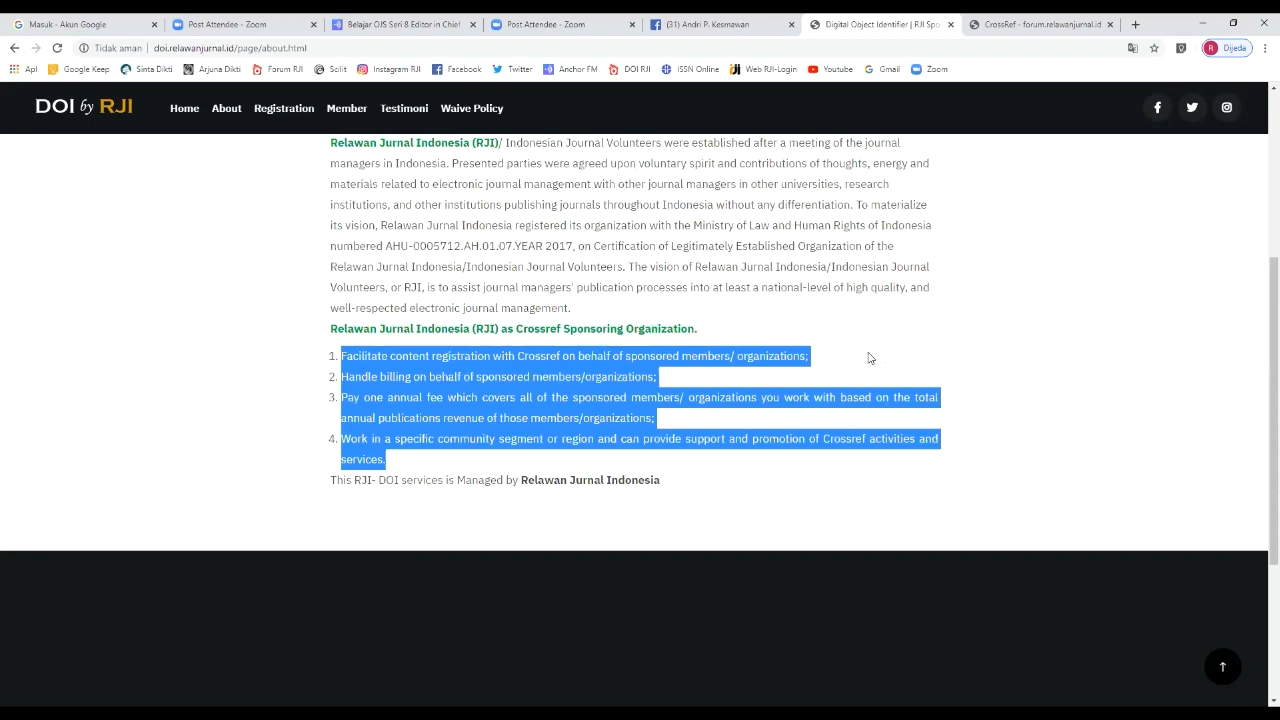 Masuk - Akun Google
Post Attendee - Zoom
Belajar OJS Seri 8 Editor in Chief
Post Attendee - Zoom
(31) Andri P. Kesmawan
Digital Object Identifier | RJI Spo
CrossRef - forum.relawanjurnal.id
Tidak aman | doi.relawanjurnal.id/page/about.html
R Dijeda
Apl
Google Keep
Sinta Dikti
Arjuna Dikti
Forum RJI
Scilit
Instagram RJI
Facebook
Twitter
Anchor FM
DOI RJI
ISSN Online
Web RJI-Login
Youtube
Gmail
Zoom
DOI by RJI
Home
About
Registration
Member
Testimoni
Waive Policy
Relawan Jurnal Indonesia (RJI)/ Indonesian Journal Volunteers were established after a meeting of the journal
managers in Indonesia. Presented parties were agreed upon voluntary spirit and contributions of thoughts, energy and
materials related to electronic journal management with other journal managers in other universities, research
institutions, and other institutions publishing journals throughout Indonesia without any differentiation. To materialize
its vision, Relawan Jurnal Indonesia registered its organization with the Ministry of Law and Human Rights of Indonesia
numbered AHU-0005712.AH.01.07.YEAR 2017, on Certification of Legitimately Established Organization of the
Relawan Jurnal Indonesia/Indonesian Journal Volunteers. The vision of Relawan Jurnal Indonesia/Indonesian Journal
Volunteers, or RJI, is to assist journal managers' publication processes into at least a national-level of high quality, and
well-respected electronic journal management.
Relawan Jurnal Indonesia (RJI) as Crossref Sponsoring Organization.
1. Facilitate content registration with Crossref on behalf of sponsored members/ organizations;
2. Handle billing on behalf of sponsored members/organizations;
3. Pay one annual fee which covers all of the sponsored members/ organizations you work with based on the total
annual publications revenue of those members/organizations;
4. Work in a specific community segment or region and can provide support and promotion of Crossref activities and
services.
This RJI- DOI services is Managed by Relawan Jurnal Indonesia